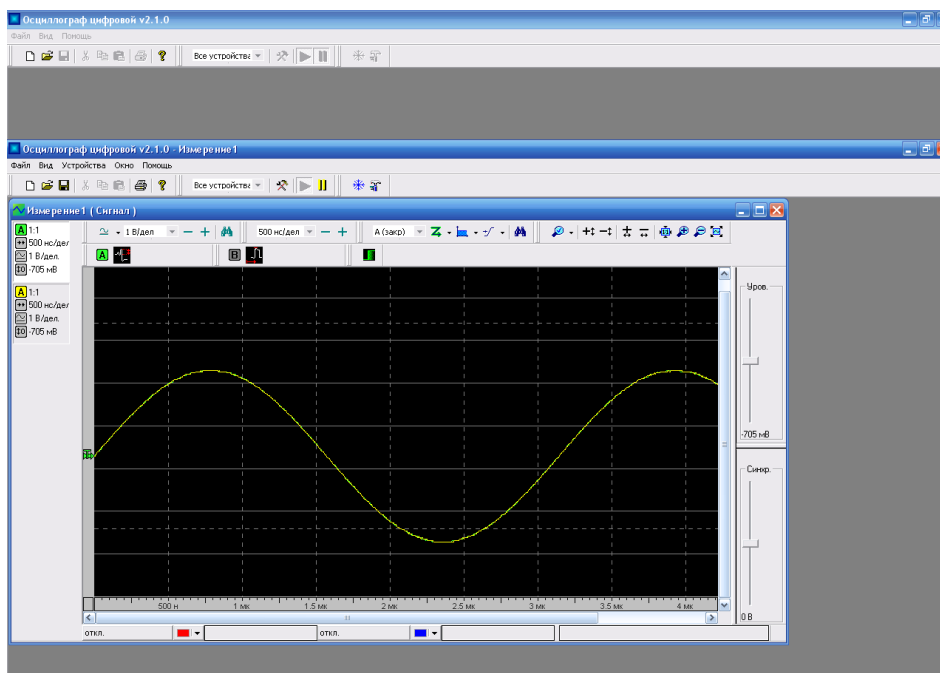 Осциллограф цифровой v2.1.0
Файл Вид Помощь
Все устройства
Осциллограф цифровой v2.1.0 - Измерение1
Файл Вид Устройства Окно Помощь
Все устройства
Измерение1 ( Сигнал )
A 1:1
500 нс/дел
1 В/дел.
-705 мВ
A 1:1
500 нс/дел
1 В/дел.
-705 мВ
1 В/дел 500 нс/дел A (закр)
A B
Уров.
-705 мВ
Синхр.
0 В
500 н 1 мк 1.5 мк 2 мк 2.5 мк 3 мк 3.5 мк 4 мк
откл. откл.